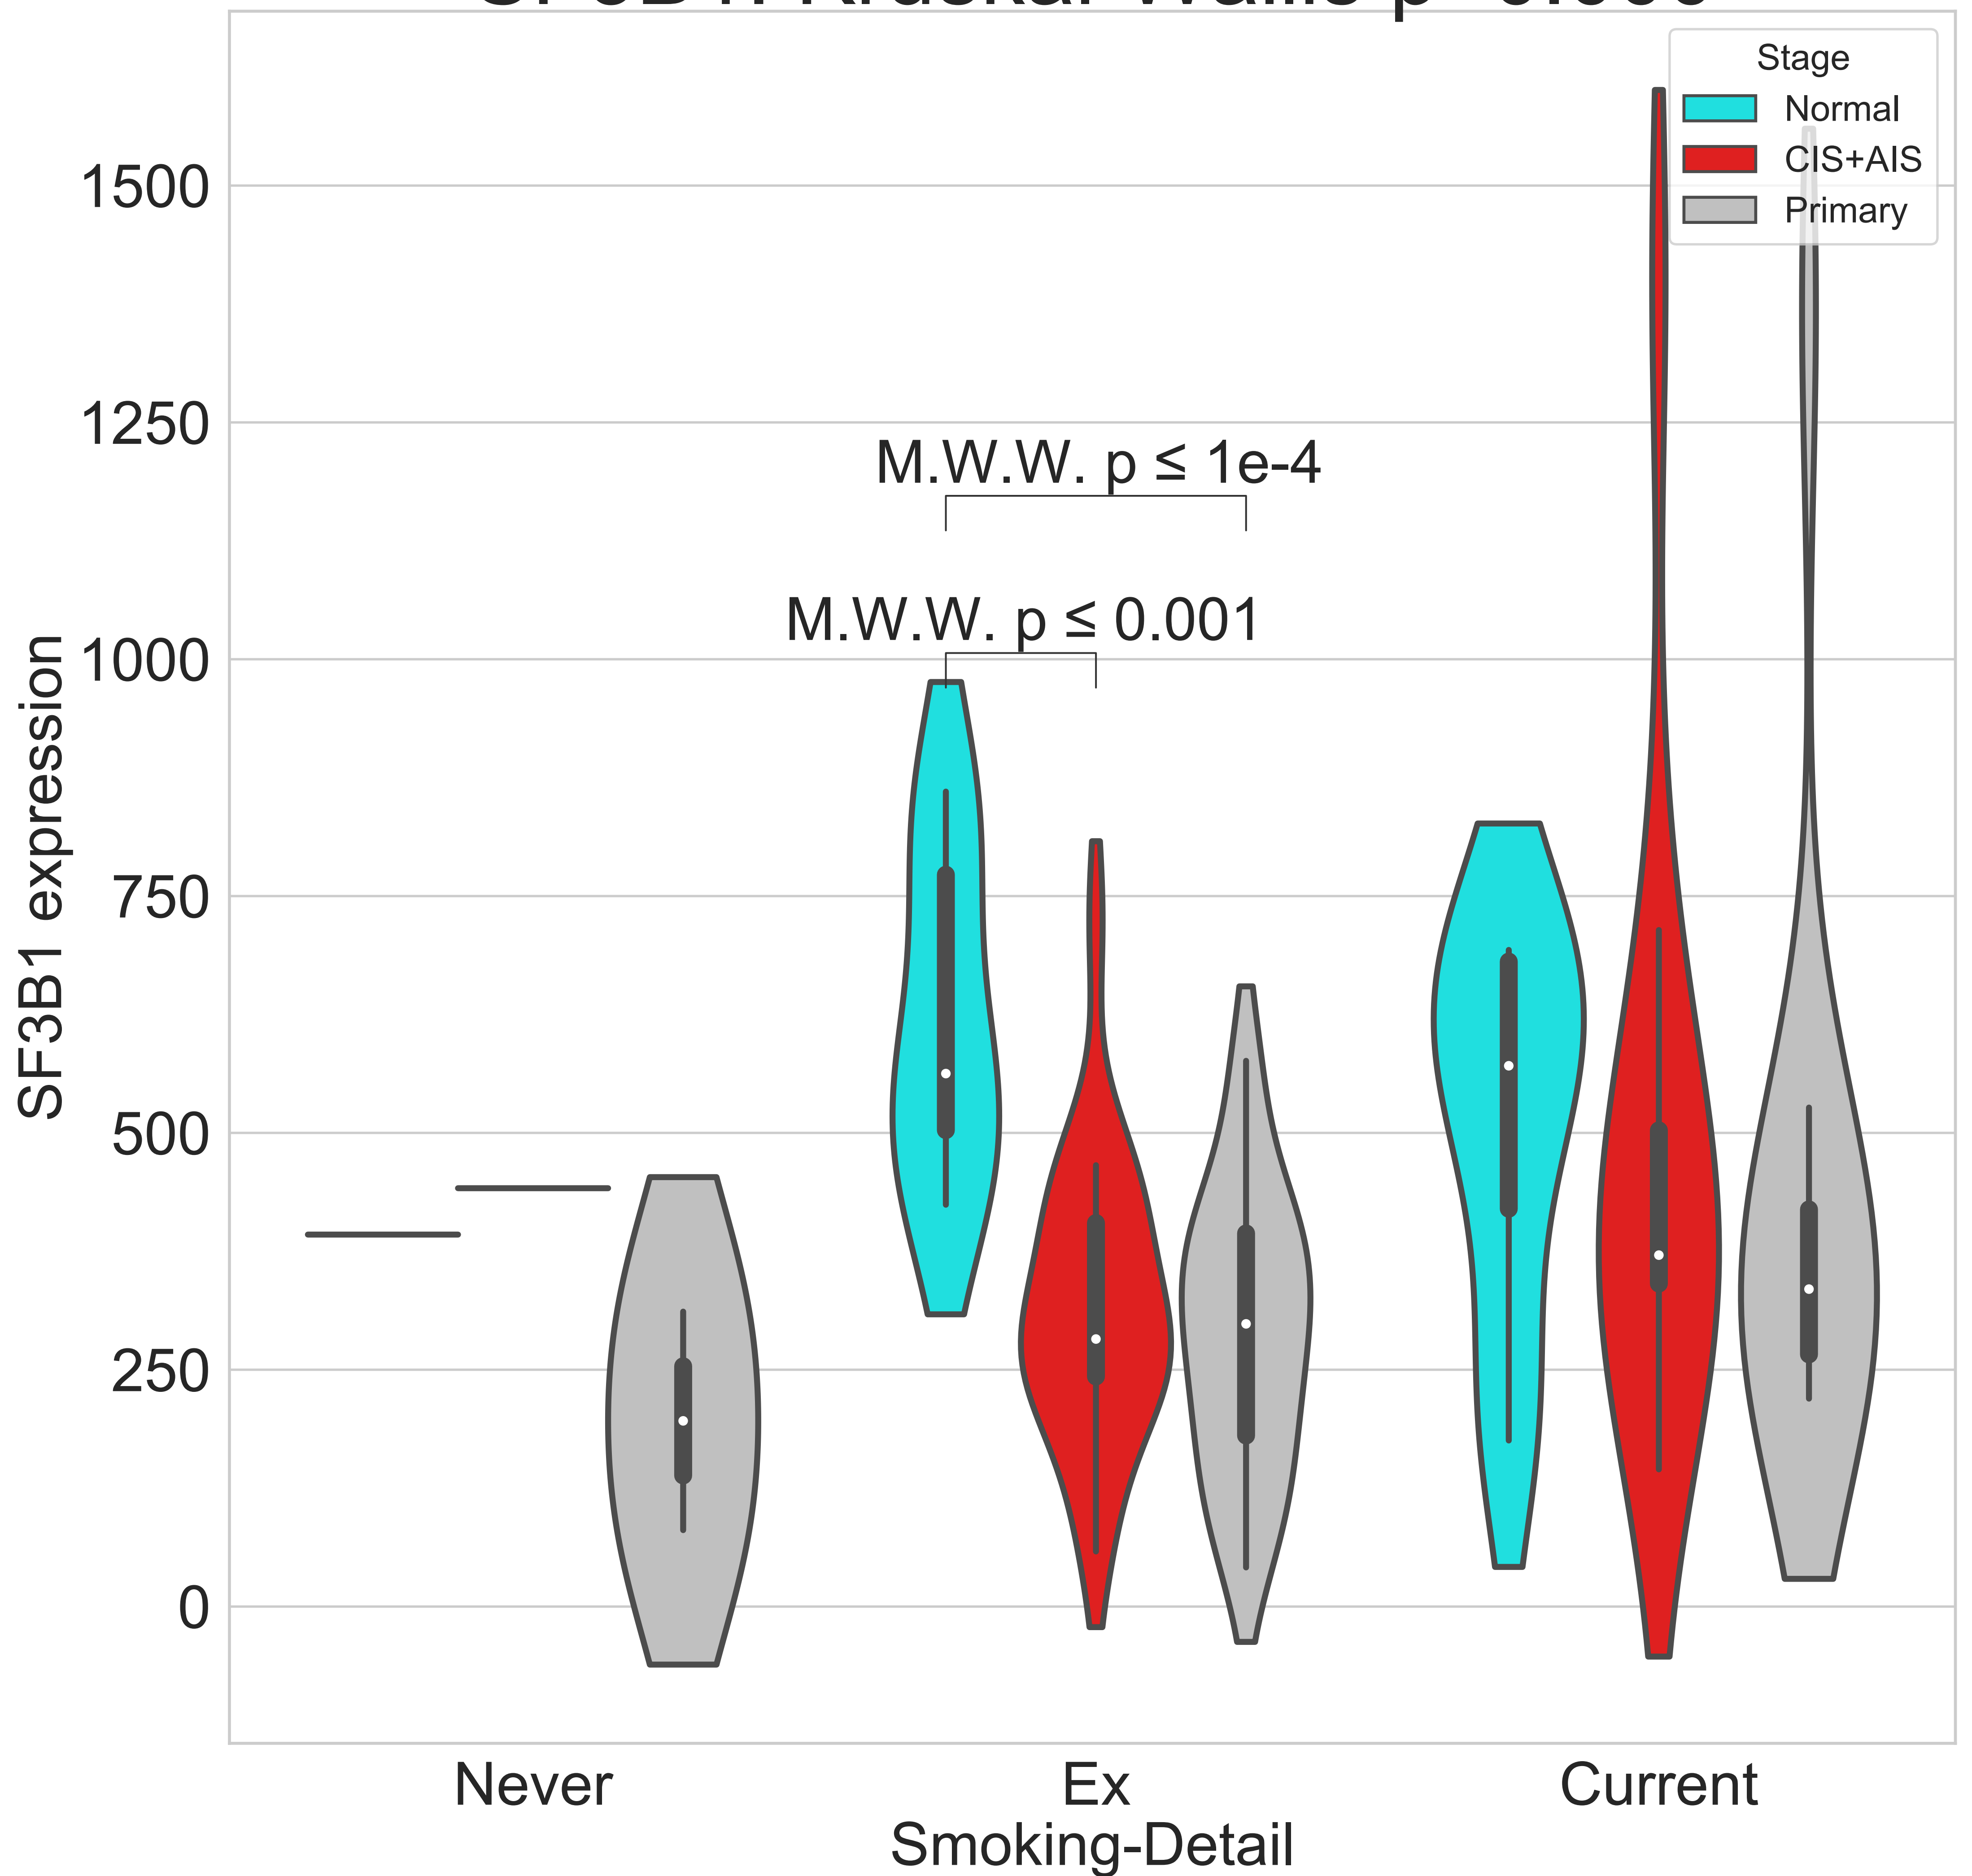 Stage
Normal
CIS+AIS
Primary
1500
1250
1000
750
500
250
0
SF3B1 expression
M.W.W. p ≤ 1e-4
M.W.W. p ≤ 0.001
Never
Ex
Current
Smoking-Detail